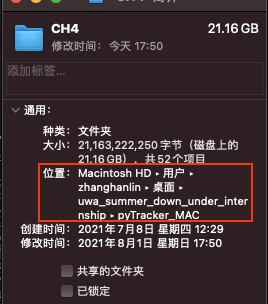 CH4
21.16 GB
修改时间：今天 17:50
添加标签...
通用：
种类：文件夹
大小：21,163,222,250 字节（磁盘上的
21.16 GB），共 52 个项目
位置：Macintosh HD ▸ 用户 ▸
zhanghanlin ▸ 桌面 ▸
uwa_summer_down_under_inter
nship ▸ pyTracker_MAC
创建时间：2021年7月8日 星期四 12:29
修改时间：2021年8月1日 星期日 17:50
共享的文件夹
已锁定